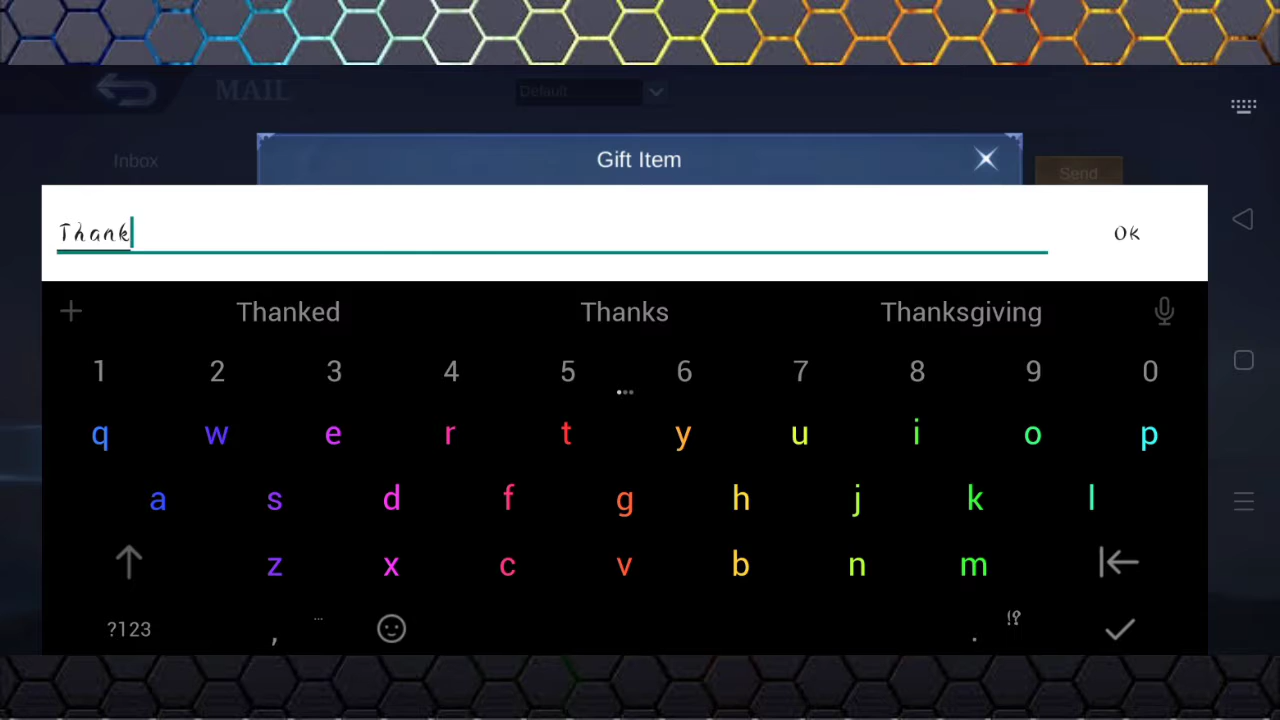 MAIL
Default
Inbox
Gift Item
Send
Thank
OK
Thanked Thanks Thanksgiving
1 2 3 4 5 6 7 8 9 0
q w e r t y u i o p
a s d f g h j k l
z x c v b n m
?123 , ... . !?